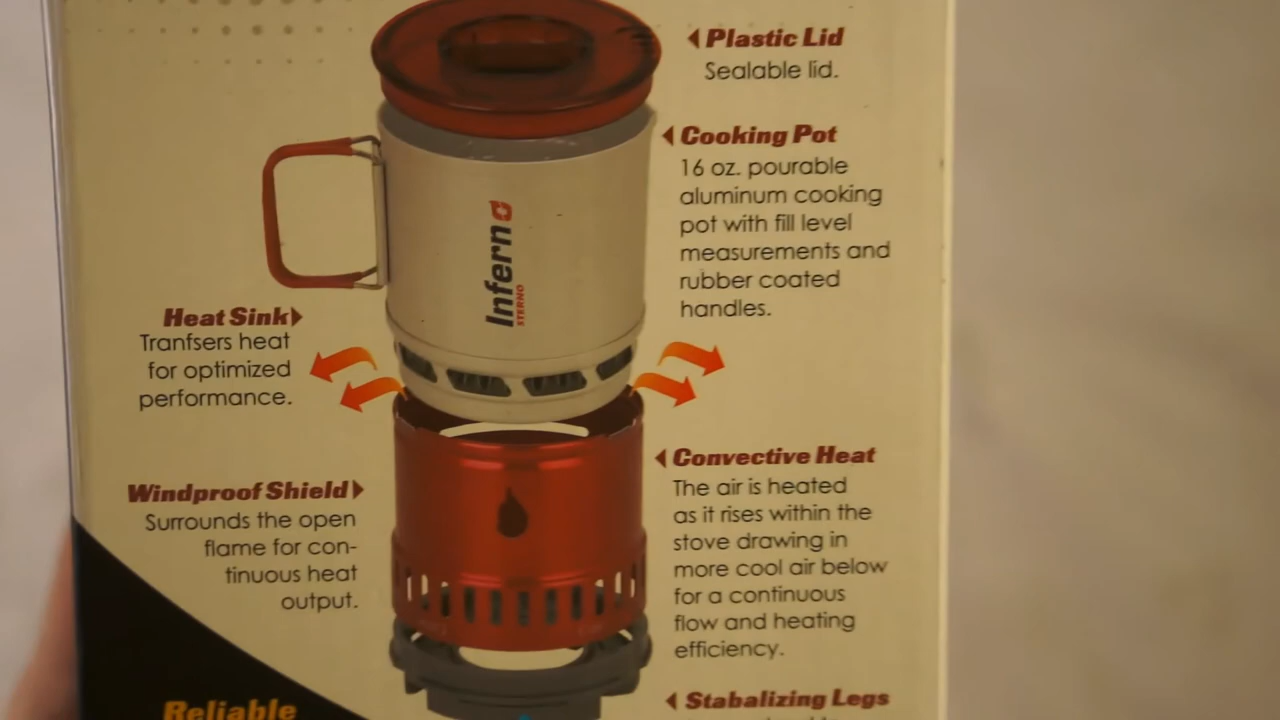 Plastic Lid
Sealable lid.
Cooking Pot
16 oz. pourable
aluminum cooking
pot with fill level
measurements and
rubber coated
handles.
Inferno
STERNO
Heat Sink
Tranfsers heat
for optimized
performance.
Convective Heat
The air is heated
as it rises within the
stove drawing in
more cool air below
for a continuous
flow and heating
efficiency.
Windproof Shield
Surrounds the open
flame for con-
tinuous heat
output.
Stabalizing Legs
Reliable